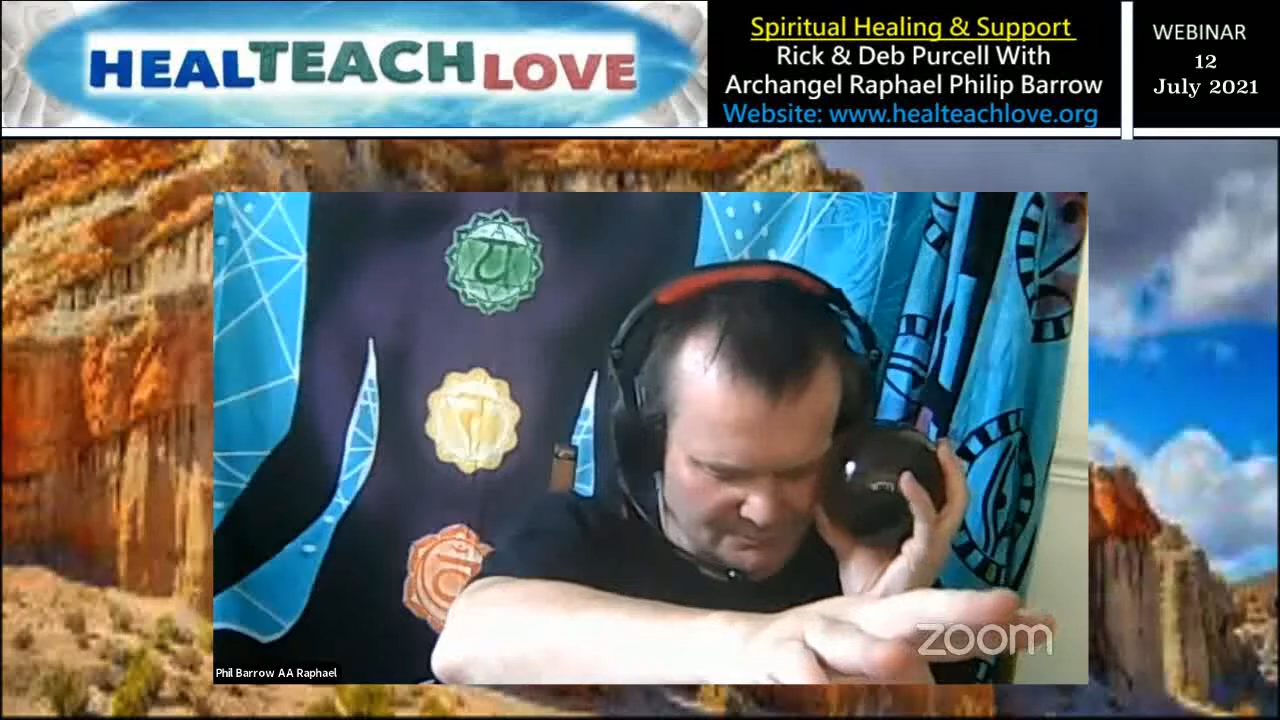 HEALTEACHLOVE
Spiritual Healing & Support
Rick & Deb Purcell With
Archangel Raphael Philip Barrow
Website: www.healteachlove.org
WEBINAR
12
July 2021
zoom
Phil Barrow AA Raphael